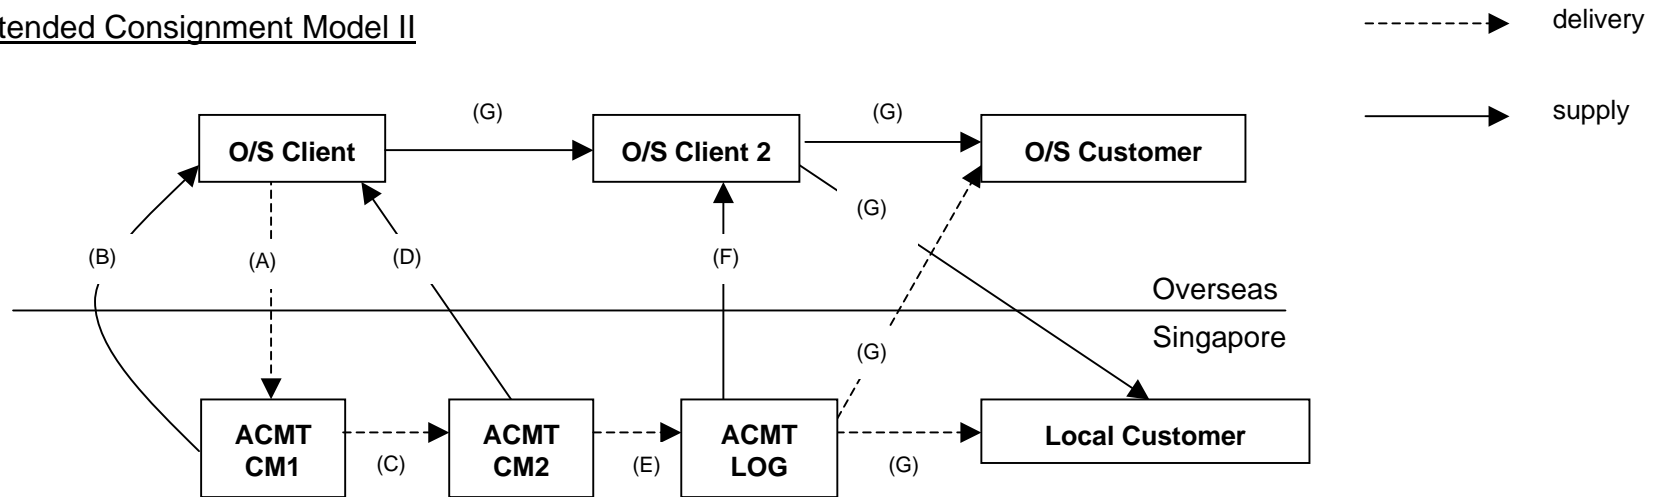 tended Consignment Model II
delivery
supply
(G)
(G)
O/S Client
O/S Client 2
O/S Customer
(G)
(B)
(A)
(D)
(F)
Overseas
Singapore
(G)
ACMT
CM1
ACMT
CM2
ACMT
LOG
Local Customer
(C)
(E)
(G)